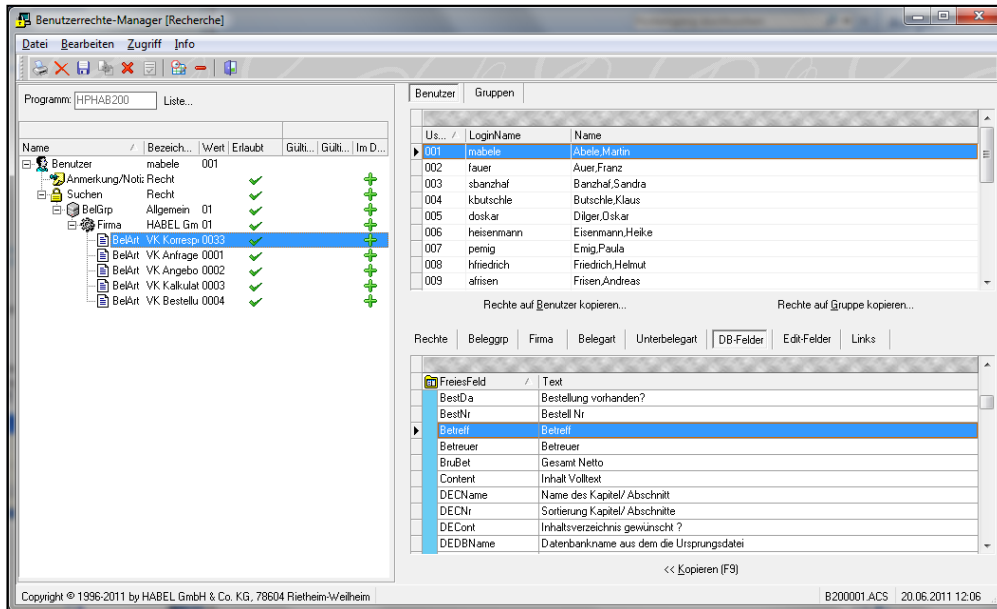 Benutzerrechte-Manager [Recherche]
Datei Bearbeiten Zugriff Info
Programm: HPHAB200 Liste...
Name Bezeich... Wert Erlaubt Gülti... Gülti... Im D...
Benutzer mabele 001
Anmerkung/Noti: Recht
Suchen Recht
BelGrp Allgemein 01
Firma HABEL Gm 01
BelArt VK Korresp 0033
BelArt VK Anfrage 0001
BelArt VK Angebo 0002
BelArt VK Kalkulat 0003
BelArt VK Bestellu 0004
Benutzer Gruppen
Us... LoginName Name
001 mabele Abele,Martin
002 fauer Auer,Franz
003 sbanzhaf Banzhaf,Sandra
004 kbutschle Butschle,Klaus
005 doskar Dilger,Oskar
006 heisenmann Eisenmann,Heike
007 pemig Emig,Paula
008 hfriedrich Friedrich,Helmut
009 afrisen Frisen,Andreas
Rechte auf Benutzer kopieren... Rechte auf Gruppe kopieren...
Rechte Beleggrp Firma Belegart Unterbelegart DB-Felder Edit-Felder Links
FreiesFeld Text
BestDa Bestellung vorhanden?
BestNr Bestell Nr
Betreff Betreff
Betreuer Betreuer
BruBet Gesamt Netto
Content Inhalt Volltext
DECName Name des Kapitel/ Abschnitt
DECNr Sortierung Kapitel/ Abschnitte
DECont Inhaltsverzeichnis gewünscht ?
DEDBName Datenbankname aus dem die Ursprungsdatei
<< Kopieren (F9)
Copyright © 1996-2011 by HABEL GmbH & Co. KG, 78604 Rietheim-Weilheim B200001.ACS 20.06.2011 12:06